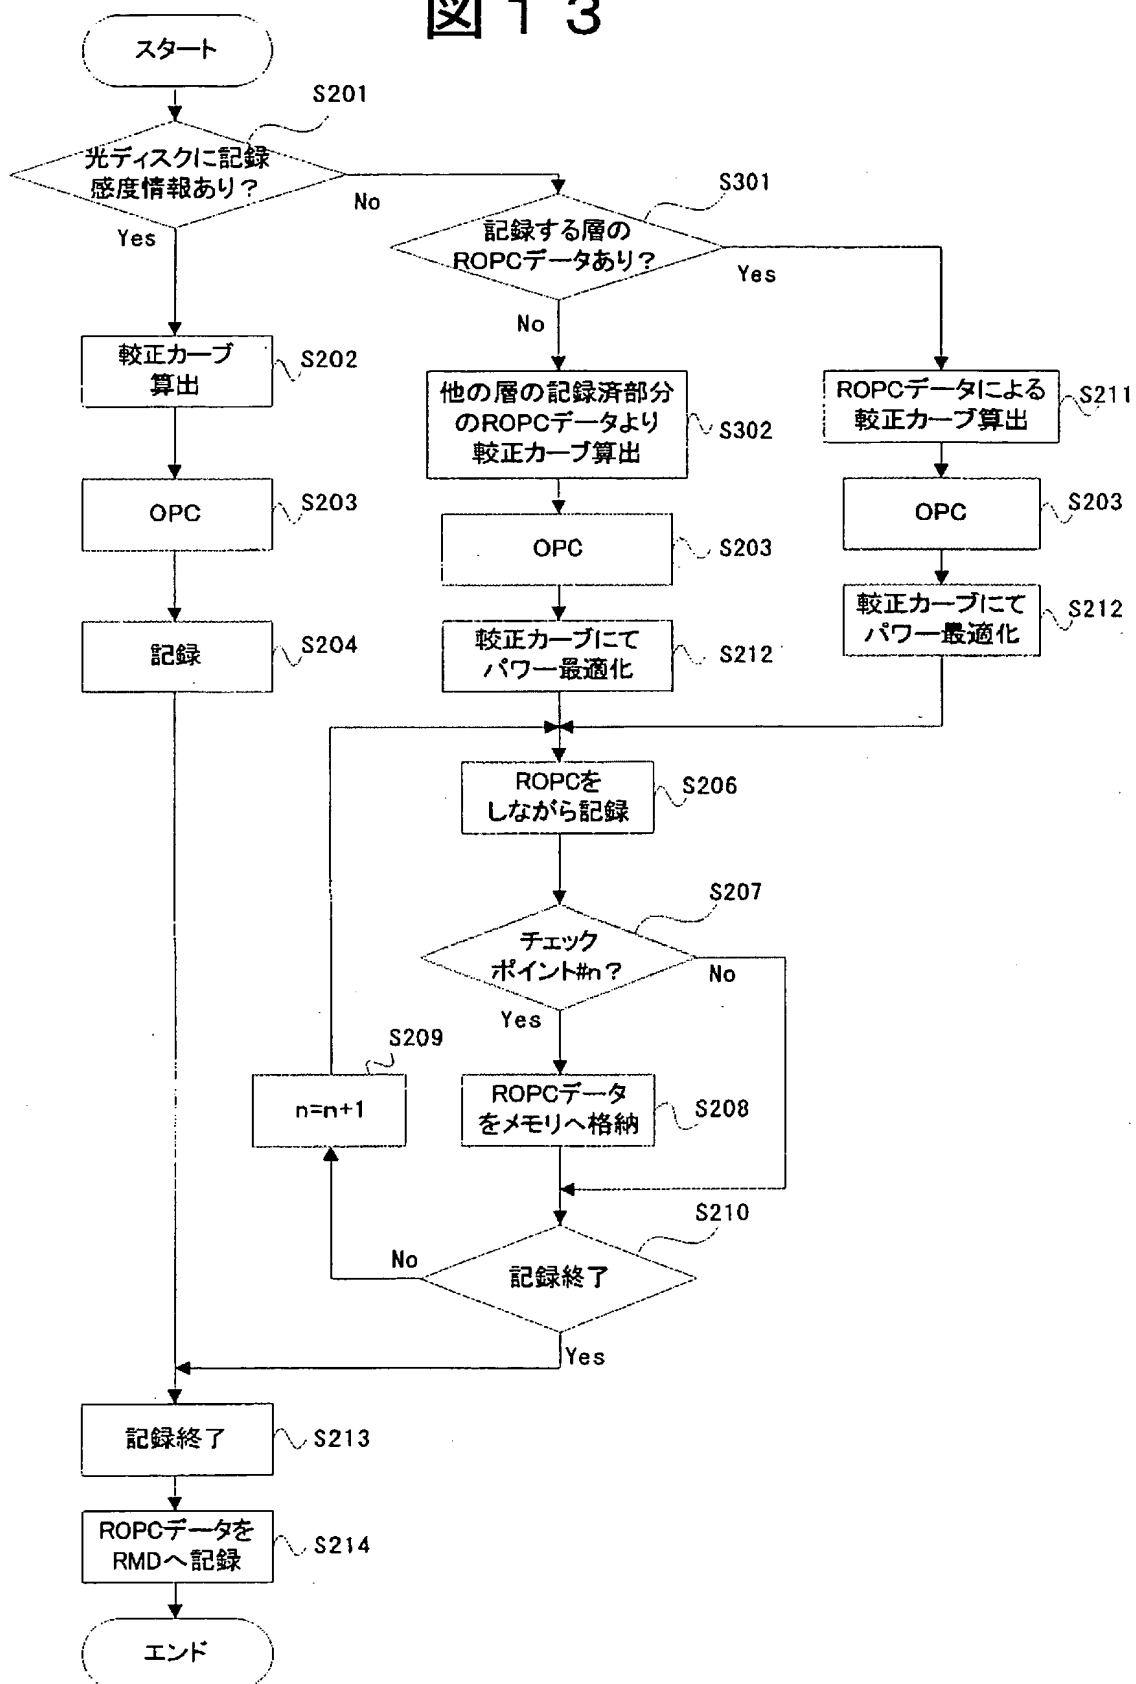 図13
スタート
S201
光ディスクに記録
感度情報あり?
No
Yes
S301
記録する層の
ROPCデータあり?
Yes
No
較正カーブ
算出
S202
他の層の記録済部分
のROPCデータより
較正カーブ算出
S302
ROPCデータによる
較正カーブ算出
S211
OPC
S203
OPC
S203
OPC
S203
記録
S204
較正カーブにて
パワー最適化
S212
較正カーブにて
パワー最適化
S212
ROPCを
しながら記録
S206
S207
チェック
ポイント#n?
No
Yes
S209
n=n+1
ROPCデータ
をメモリへ格納
S208
S210
No
記録終了
Yes
記録終了
S213
ROPCデータを
RMDへ記録
S214
エンド